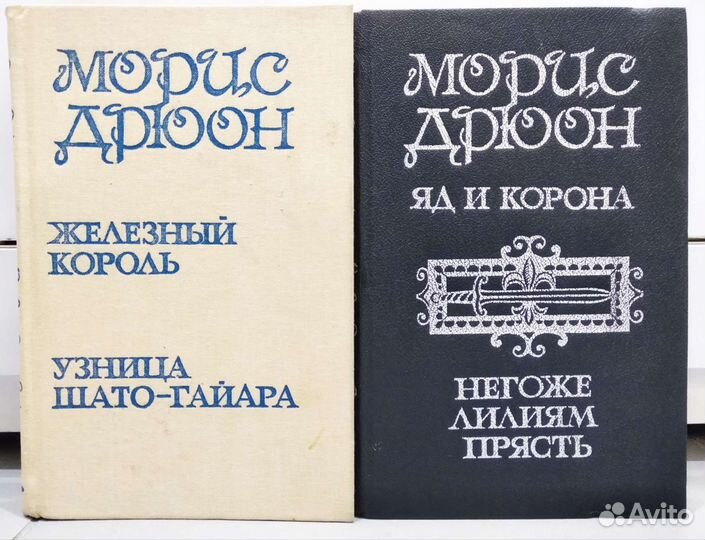 МОРИС
ДРЮОН
ЖЕЛЕЗНЫЙ
КОРОЛЬ
УЗНИЦА
ШАТО-ГАЙАРА
МОРИС
ДРЮОН
ЯД И КОРОНА
НЕГОЖЕ
ЛИЛИЯМ
ПРЯСТЬ
Avito